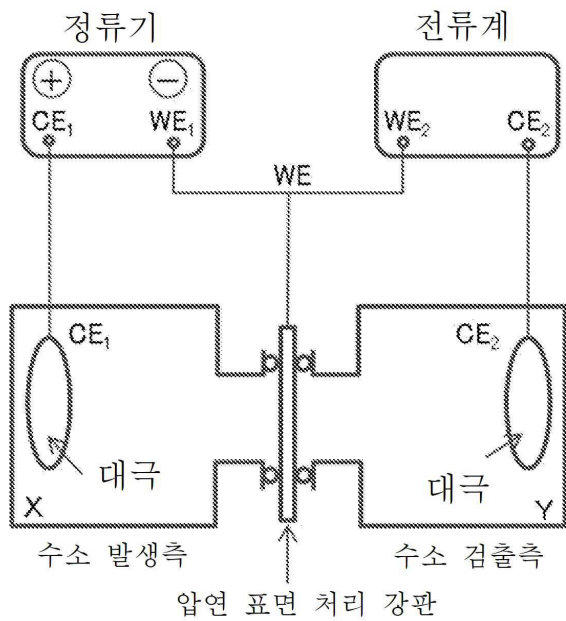 정류기 전류계
+ −
CE₁ WE₁ WE₂ CE₂
WE
CE₁ CE₂
대극 대극
X Y
수소 발생측 수소 검출측
압연 표면 처리 강판